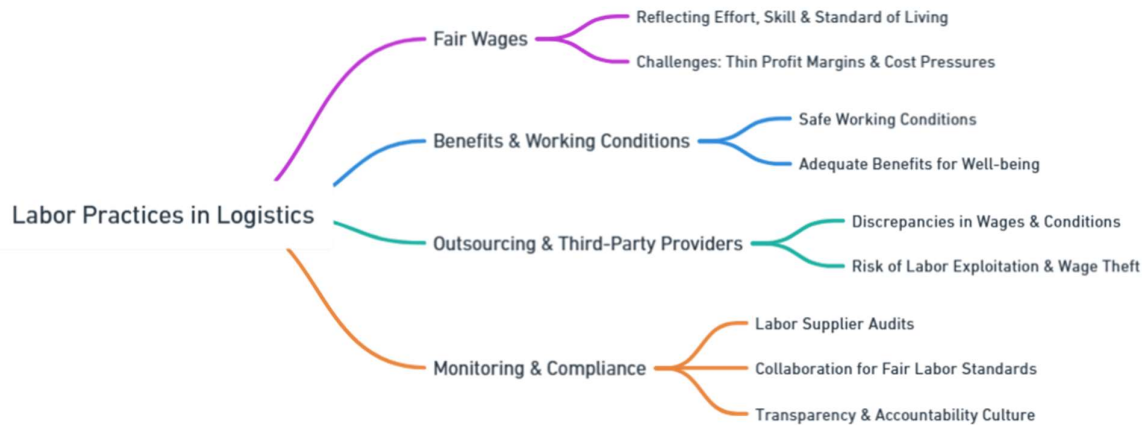 Labor Practices in Logistics
Fair Wages
Reflecting Effort, Skill & Standard of Living
Challenges: Thin Profit Margins & Cost Pressures
Benefits & Working Conditions
Safe Working Conditions
Adequate Benefits for Well-being
Outsourcing & Third-Party Providers
Discrepancies in Wages & Conditions
Risk of Labor Exploitation & Wage Theft
Monitoring & Compliance
Labor Supplier Audits
Collaboration for Fair Labor Standards
Transparency & Accountability Culture